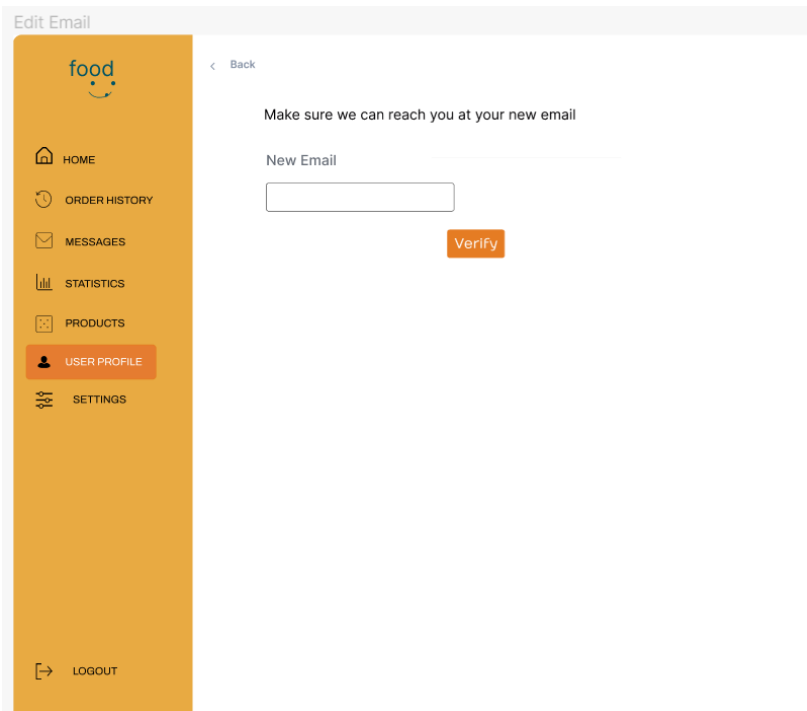 Edit Email
food
Back
Make sure we can reach you at your new email
New Email
Verify
HOME
ORDER HISTORY
MESSAGES
STATISTICS
PRODUCTS
USER PROFILE
SETTINGS
LOGOUT